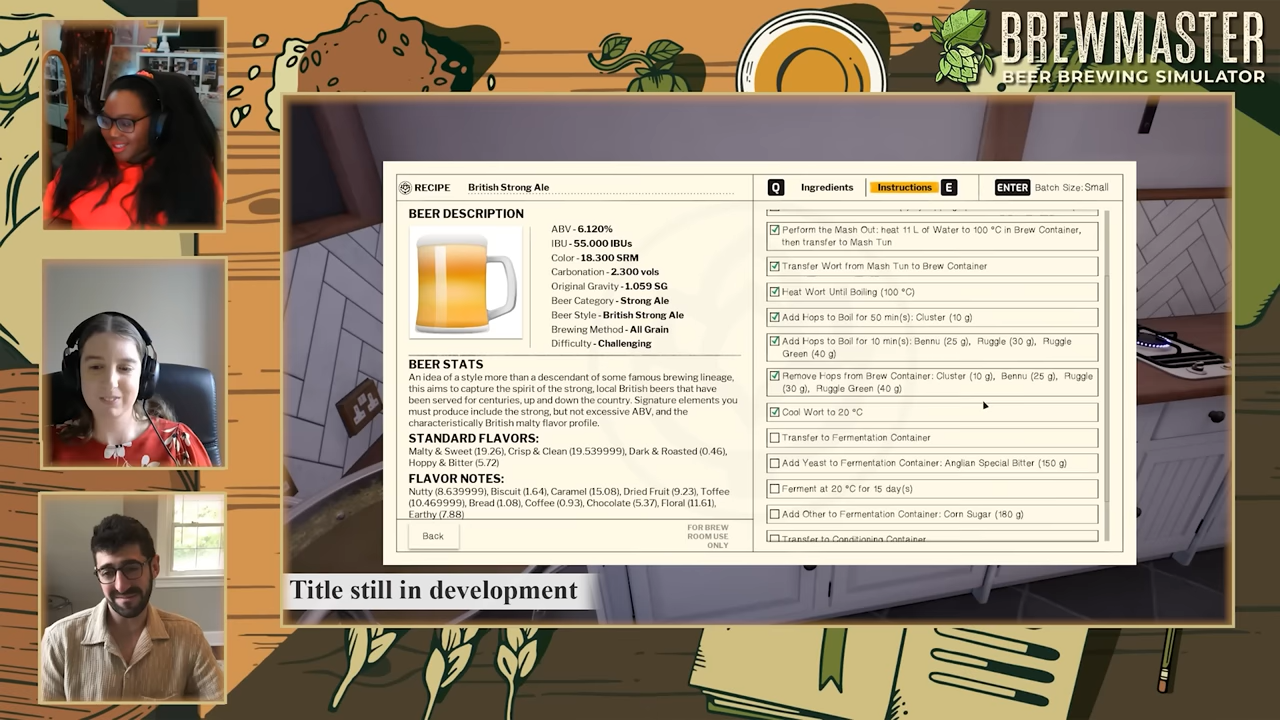 BREWMASTER
BEER BREWING SIMULATOR
RECIPE British Strong Ale
Q Ingredients Instructions E ENTER Batch Size: Small
BEER DESCRIPTION
ABV - 6.120%
IBU - 55.000 IBUs
Color - 18.300 SRM
Carbonation - 2.300 vols
Original Gravity - 1.059 SG
Beer Category - Strong Ale
Beer Style - British Strong Ale
Brewing Method - All Grain
Difficulty - Challenging
BEER STATS
An idea of a style more than a descendant of some famous brewing lineage,
this aims to capture the spirit of the strong, local British beers that have
been served for centuries, up and down the country. Signature elements you
must produce include the strong, but not excessive ABV, and the
characteristically British malty flavor profile.
STANDARD FLAVORS:
Malty & Sweet (19.26), Crisp & Clean (19.539999), Dark & Roasted (0.46),
Hoppy & Bitter (5.72)
FLAVOR NOTES:
Nutty (8.639999), Biscuit (1.64), Caramel (15.08), Dried Fruit (9.23), Toffee
(10.469999), Bread (1.08), Coffee (0.93), Chocolate (5.37), Floral (11.61),
Earthy (7.88)
Back
FOR BREW
ROOM USE
ONLY
Perform the Mash Out: heat 11 L of Water to 100 °C in Brew Container,
then transfer to Mash Tun
Transfer Wort from Mash Tun to Brew Container
Heat Wort Until Boiling (100 °C)
Add Hops to Boil for 50 min(s): Cluster (10 g)
Add Hops to Boil for 10 min(s): Bennu (25 g), Ruggle (30 g), Ruggle
Green (40 g)
Remove Hops from Brew Container: Cluster (10 g), Bennu (25 g), Ruggle
(30 g), Ruggle Green (40 g)
Cool Wort to 20 °C
Transfer to Fermentation Container
Add Yeast to Fermentation Container: Anglian Special Bitter (150 g)
Ferment at 20 °C for 15 day(s)
Add Other to Fermentation Container: Corn Sugar (180 g)
Transfer to Conditioning Container
Title still in development